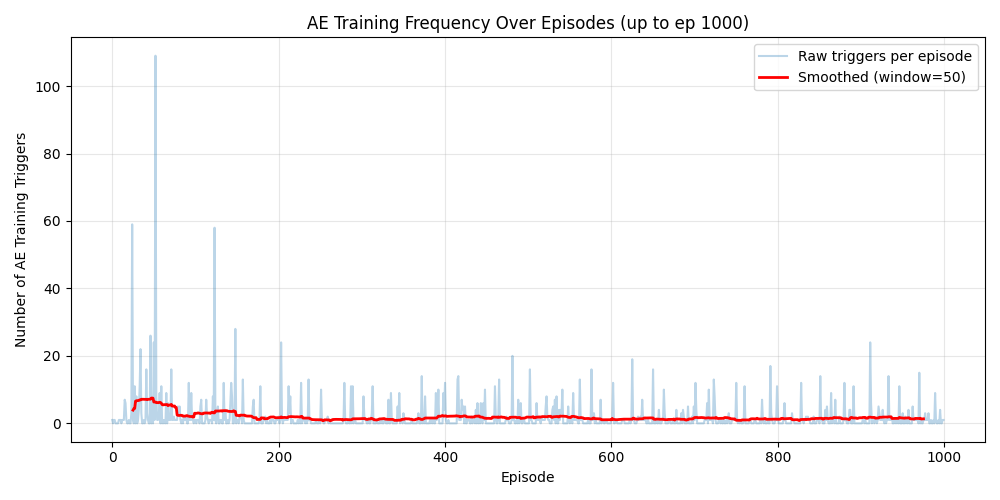 AE Training Frequency Over Episodes (up to ep 1000)
Raw triggers per episode
Smoothed (window=50)
Number of AE Training Triggers
100
80
60
40
20
0
0 200 400 600 800 1000
Episode